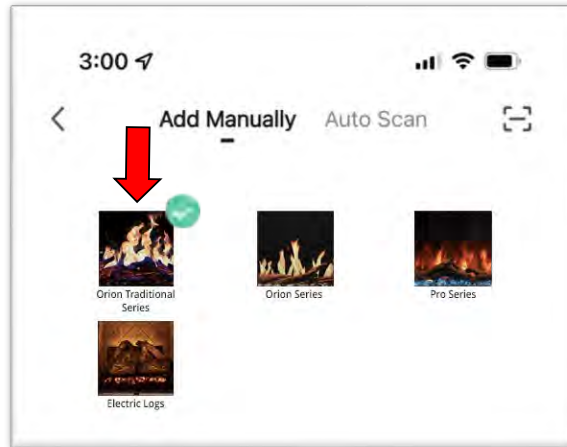 3:00
Add Manually Auto Scan
Orion Traditional
Series
Orion Series
Pro Series
Electric Logs